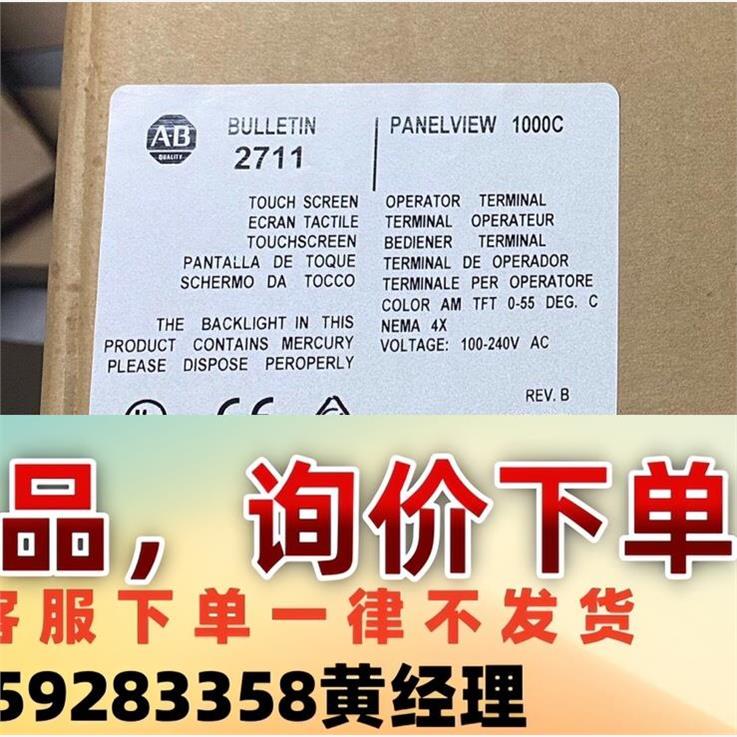 AB
QUALITY
BULLETIN
2711
PANELVIEW 1000C
TOUCH SCREEN OPERATOR TERMINAL
ECRAN TACTILE TERMINAL OPERATEUR
TOUCHSCREEN BEDIENER TERMINAL
PANTALLA DE TOQUE TERMINAL DE OPERADOR
SCHERMO DA TOCCO TERMINALE PER OPERATORE
COLOR AM TFT 0-55 DEG. C
NEMA 4X
VOLTAGE: 100-240V AC
THE BACKLIGHT IN THIS
PRODUCT CONTAINS MERCURY
PLEASE DISPOSE PEROPERLY
REV. B
品，询价下单
客服下单一律不发货
59283358黄经理